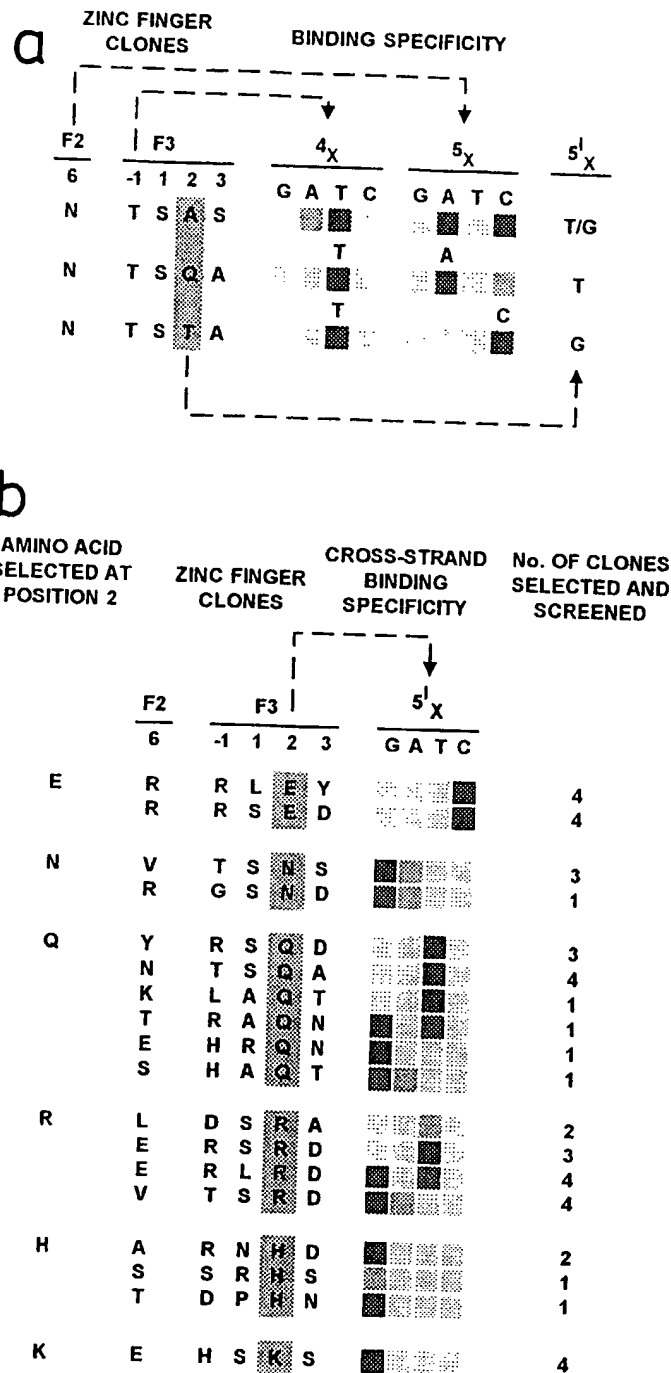 a
ZINC FINGER CLONES
BINDING SPECIFICITY
F2 F3 4X 5X 5'X
6 -1 1 2 3 G A T C G A T C
N T S A S T/G
T A
N T S Q A T
T C
N T S T A G
b
AMINO ACID SELECTED AT POSITION 2
ZINC FINGER CLONES
CROSS-STRAND BINDING SPECIFICITY
No. OF CLONES SELECTED AND SCREENED
F2 F3 5'X
6 -1 1 2 3 G A T C
E R R L E Y 4
R R S E D 4
N V T S N S 3
R G S N D 1
Q Y R S Q D 3
N T S Q A 4
K L A Q T 1
T R A Q N 1
E H R Q N 1
S H A Q T 1
R L D S R A 2
E R S R D 3
E R L R D 4
V T S R D 4
H A R N H D 2
S S R H S 1
T D P H N 1
K E H S K S 4